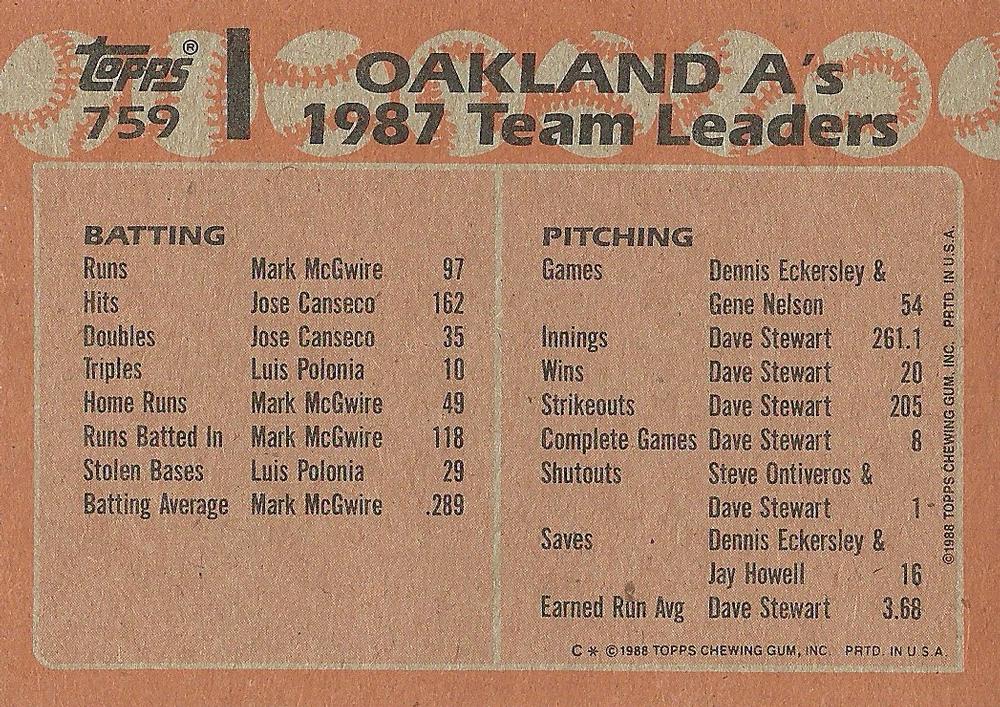 Topps® 759
OAKLAND A's
1987 Team Leaders
BATTING
Runs Mark McGwire 97
Hits Jose Canseco 162
Doubles Jose Canseco 35
Triples Luis Polonia 10
Home Runs Mark McGwire 49
Runs Batted In Mark McGwire 118
Stolen Bases Luis Polonia 29
Batting Average Mark McGwire .289
PITCHING
Games Dennis Eckersley &
Gene Nelson 54
Innings Dave Stewart 261.1
Wins Dave Stewart 20
Strikeouts Dave Stewart 205
Complete Games Dave Stewart 8
Shutouts Steve Ontiveros &
Dave Stewart 1
Saves Dennis Eckersley &
Jay Howell 16
Earned Run Avg Dave Stewart 3.68
C * ©1988 TOPPS CHEWING GUM, INC. PRTD. IN U.S.A.
©1988 TOPPS CHEWING GUM, INC. PRTD IN U.S.A.